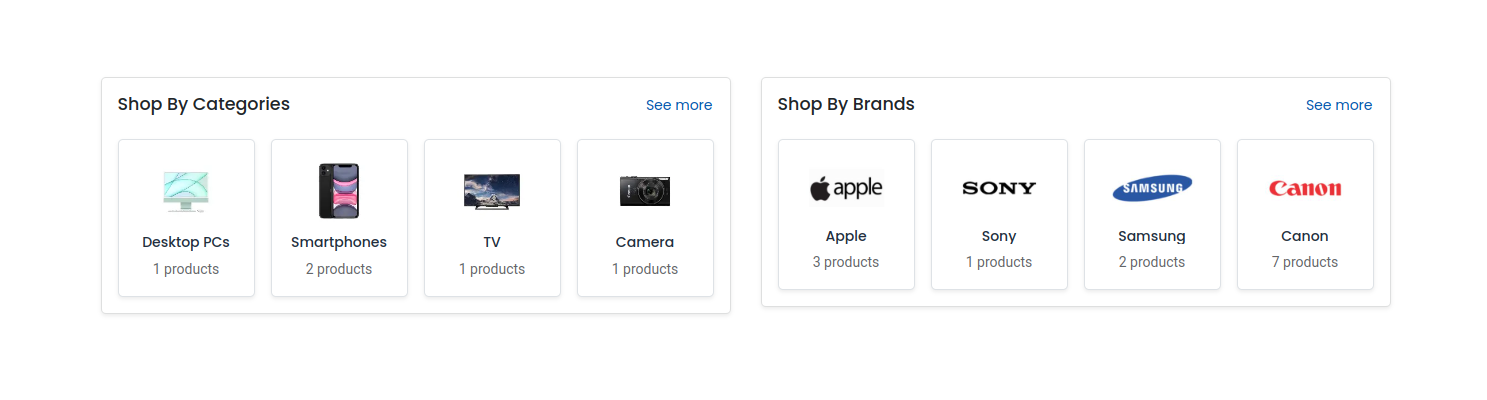 Shop By Categories
See more
Desktop PCs
1 products
Smartphones
2 products
TV
1 products
Camera
1 products
Shop By Brands
See more
apple
Apple
3 products
SONY
Sony
1 products
SAMSUNG
Samsung
2 products
Canon
Canon
7 products